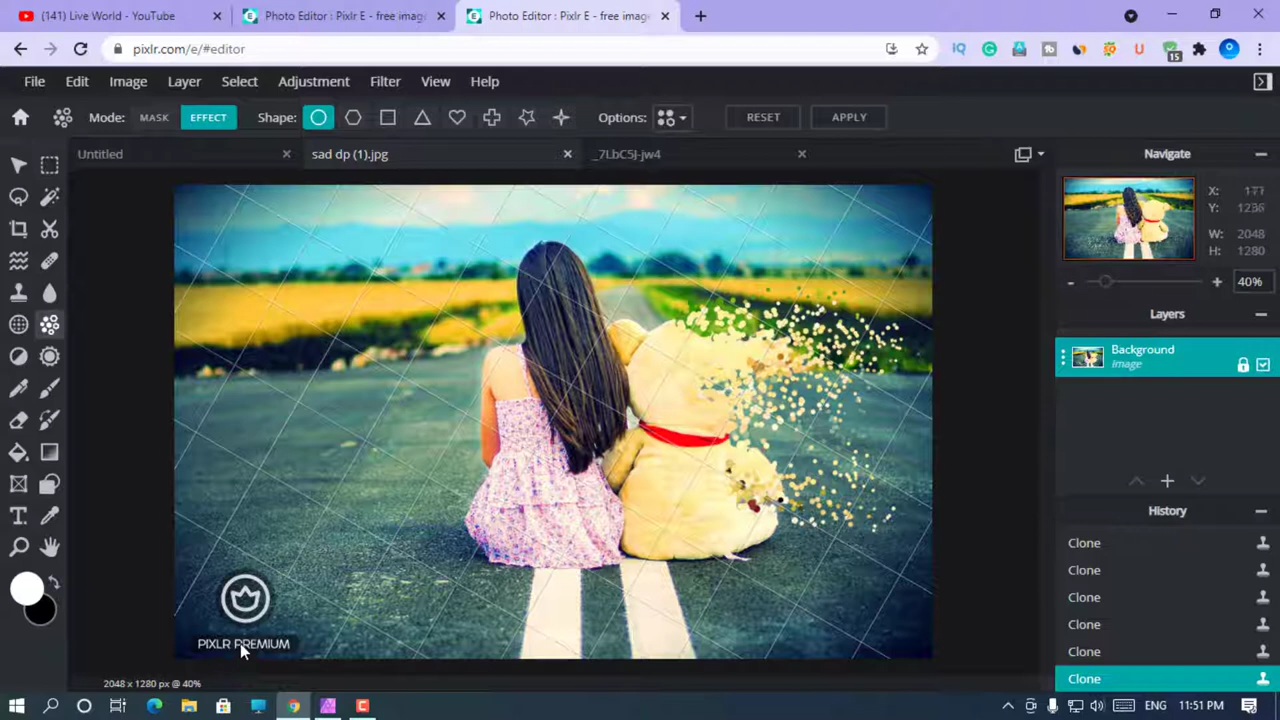 (141) Live World - YouTube
Photo Editor : Pixlr E - free imag
Photo Editor : Pixlr E - free imag
pixlr.com/e/#editor
IQ
15
File Edit Image Layer Select Adjustment Filter View Help
Mode: MASK EFFECT Shape: Options: RESET APPLY
Untitled
sad dp (1).jpg
_7LbC5J-jw4
Navigate
X: 177
Y: 1236
W: 2048
H: 1280
40%
Layers
Background
Image
History
Clone
Clone
Clone
Clone
Clone
Clone
PIXLR PREMIUM
2048 x 1280 px @ 40%
ENG 11:51 PM